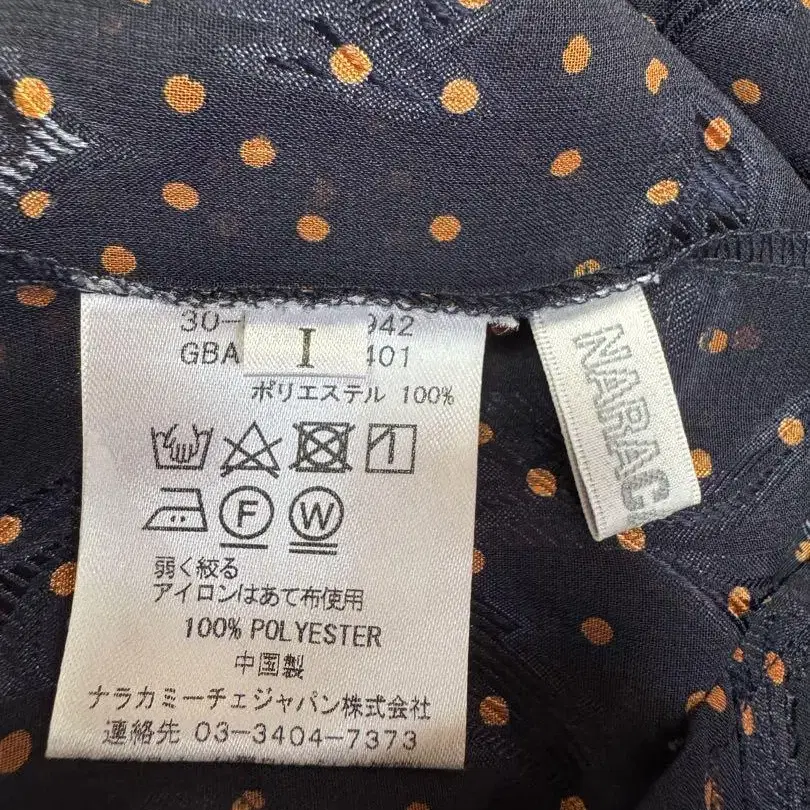 30- 942
GBA 401
I
ポリエステル 100%
F W
弱く絞る
アイロンはあて布使用
100% POLYESTER
中国製
ナラカミーチェジャパン株式会社
連絡先 03-3404-7373
NARAC